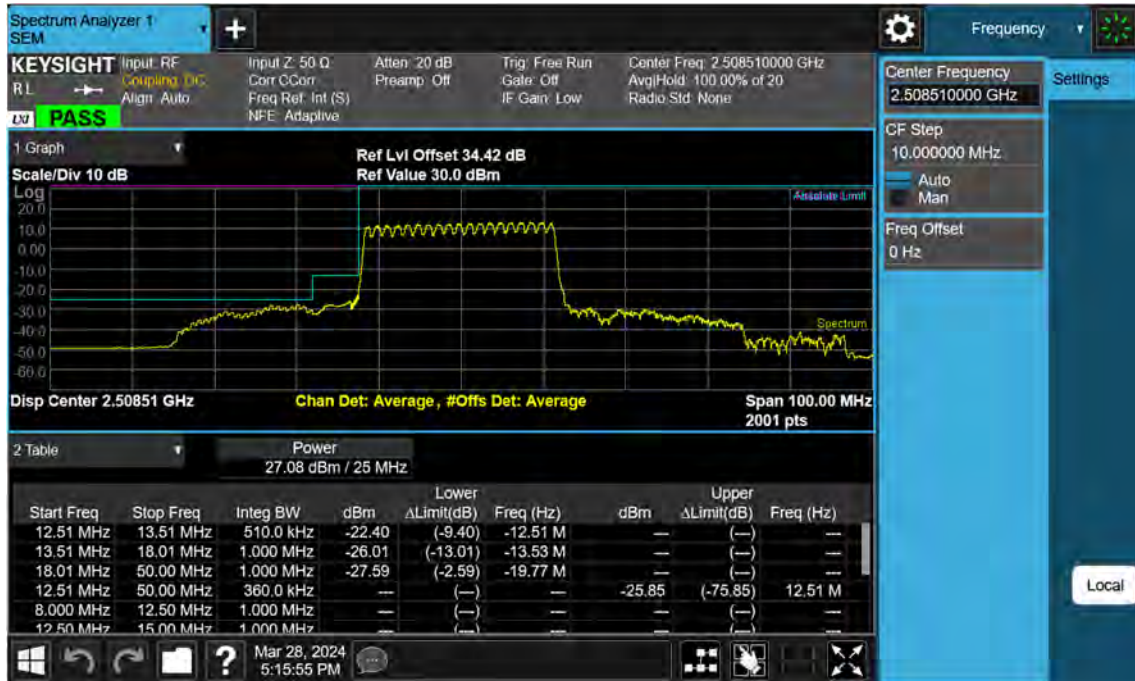 Spectrum Analyzer 1
SEM
Frequency
KEYSIGHT
Input: RF
Input Z: 50 Ω
Atten: 20 dB
Trig: Free Run
Center Freq: 2.508510000 GHz
RL
Coupling: DC
Corr CCorr
Preamp: Off
Gate: Off
Avg|Hold: 100.00% of 20
Align: Auto
Freq Ref: Int (S)
IF Gain: Low
Radio Std: None
LXI PASS
NFE: Adaptive
Center Frequency
2.508510000 GHz
Settings
CF Step
10.000000 MHz
Auto
Man
Freq Offset
0 Hz
Local
1 Graph
Ref Lvl Offset 34.42 dB
Scale/Div 10 dB
Ref Value 30.0 dBm
Log
Absolute Limit
20.0
10.0
0.00
-10.0
-20.0
-30.0
Spectrum
-40.0
-50.0
-60.0
Disp Center 2.50851 GHz
Chan Det: Average, #Offs Det: Average
Span 100.00 MHz
2001 pts
2 Table
Power
27.08 dBm / 25 MHz
Lower Upper
Start Freq Stop Freq Integ BW dBm ΔLimit(dB) Freq (Hz) dBm ΔLimit(dB) Freq (Hz)
12.51 MHz 13.51 MHz 510.0 kHz -22.40 (-9.40) -12.51 M --- (---) ---
13.51 MHz 18.01 MHz 1.000 MHz -26.01 (-13.01) -13.53 M --- (---) ---
18.01 MHz 50.00 MHz 1.000 MHz -27.59 (-2.59) -19.77 M --- (---) ---
12.51 MHz 50.00 MHz 360.0 kHz --- (---) --- -25.85 (-75.85) 12.51 M
8.000 MHz 12.50 MHz 1.000 MHz --- (---) --- --- (---) ---
12.50 MHz 15.00 MHz 1.000 MHz --- (---) --- --- (---) ---
?
Mar 28, 2024
5:15:55 PM